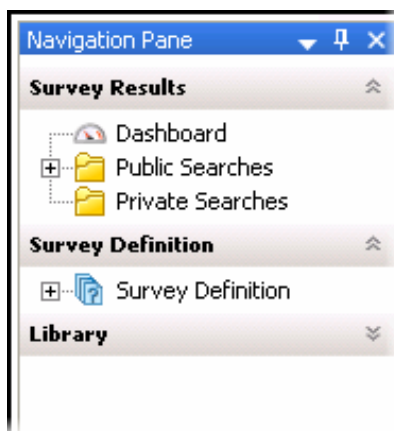 Navigation Pane
Survey Results
Dashboard
Public Searches
Private Searches
Survey Definition
Survey Definition
Library